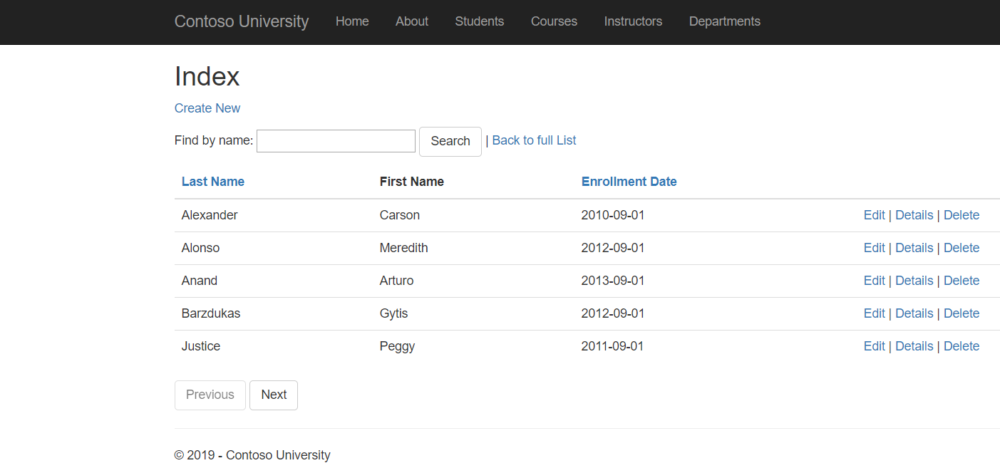 Contoso University Home About Students Courses Instructors Departments
Index
Create New
Find by name: Search | Back to full List
Last Name First Name Enrollment Date
Alexander Carson 2010-09-01 Edit | Details | Delete
Alonso Meredith 2012-09-01 Edit | Details | Delete
Anand Arturo 2013-09-01 Edit | Details | Delete
Barzdukas Gytis 2012-09-01 Edit | Details | Delete
Justice Peggy 2011-09-01 Edit | Details | Delete
Previous Next
© 2019 - Contoso University